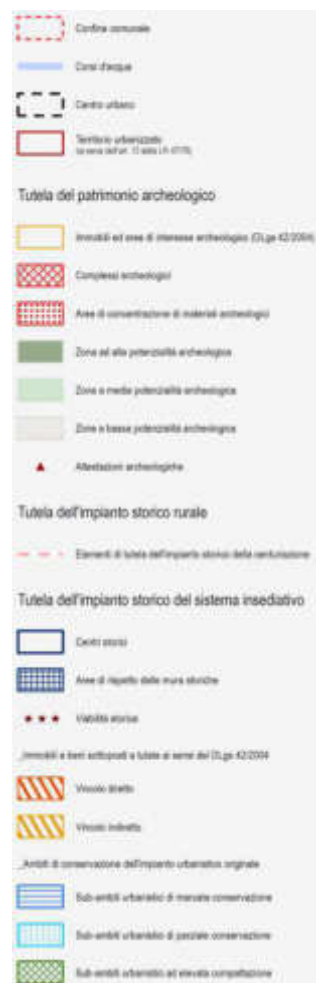 Confine comunale
Corsi d'acqua
Centro urbano
Territorio urbanizzato
Tutela del patrimonio archeologico
Immobili ed aree di interesse archeologico (DLgs 42/2004)
Complessi archeologici
Aree di concentrazione di materiali archeologici
Zona ad alta potenzialità archeologica
Zona a media potenzialità archeologica
Zona a bassa potenzialità archeologica
Attestazioni archeologiche
Tutela dell'impianto storico rurale
Elementi di tutela dell'impianto storico della centuriazione
Tutela dell'impianto storico del sistema insediativo
Centri storici
Aree di rispetto delle mura storiche
Viabilità storica
_Immobili e beni sottoposti a tutela ai sensi del DLgs 42/2004
Vincolo diretto
Vincolo indiretto
_Ambiti di conservazione dell'impianto urbanistico originale
Sub-ambiti urbanistici di marcata conservazione
Sub-ambiti urbanistici di parziale conservazione
Sub-ambiti urbanistici ad elevata compattazione